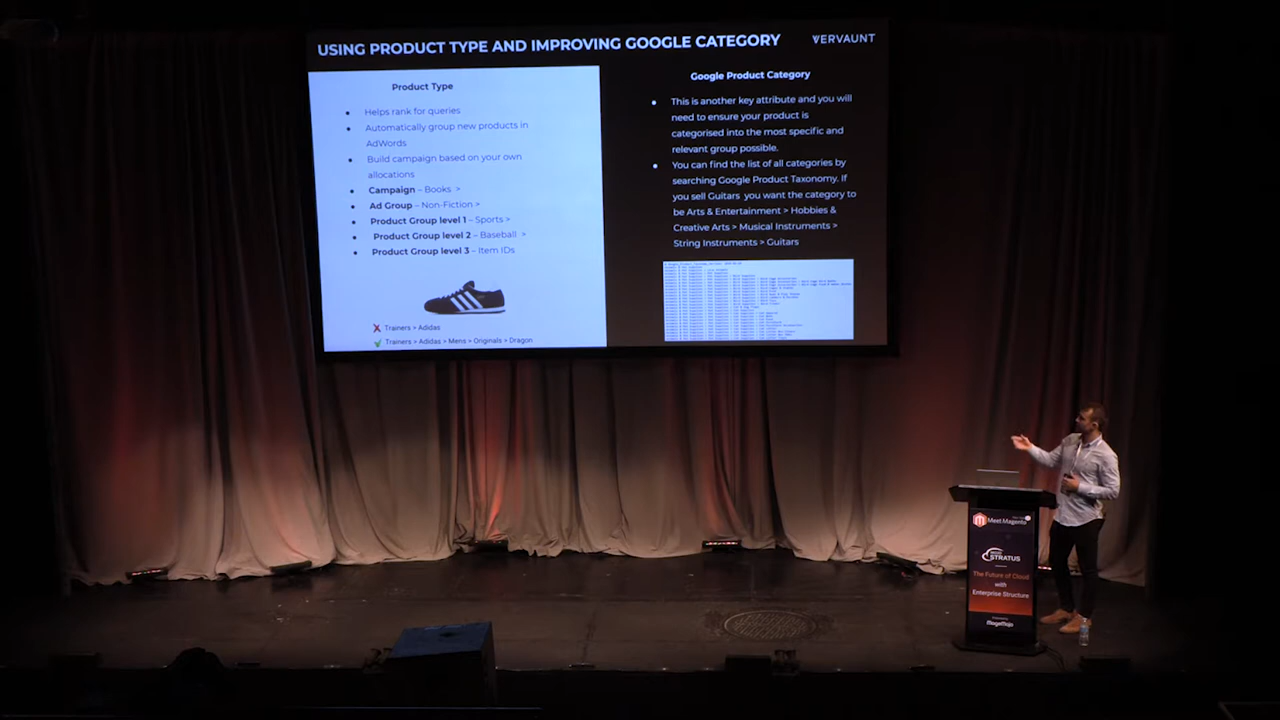 USING PRODUCT TYPE AND IMPROVING GOOGLE CATEGORY
VERVAUNT
Product Type
Helps rank for queries
Automatically group new products in
AdWords
Build campaign based on your own
allocations
Campaign – Books >
Ad Group – Non-Fiction >
Product Group level 1 – Sports >
Product Group level 2 – Baseball >
Product Group level 3 – Item IDs
Trainers > Adidas
Trainers > Adidas > Mens > Originals > Dragon
Google Product Category
This is another key attribute and you will
need to ensure your product is
categorised into the most specific and
relevant group possible.
You can find the list of all categories by
searching Google Product Taxonomy. If
you sell Guitars you want the category to
be Arts & Entertainment > Hobbies &
Creative Arts > Musical Instruments >
String Instruments > Guitars
Meet Magento
STRATUS
The Future of Cloud
with
Enterprise Structure
MageMojo